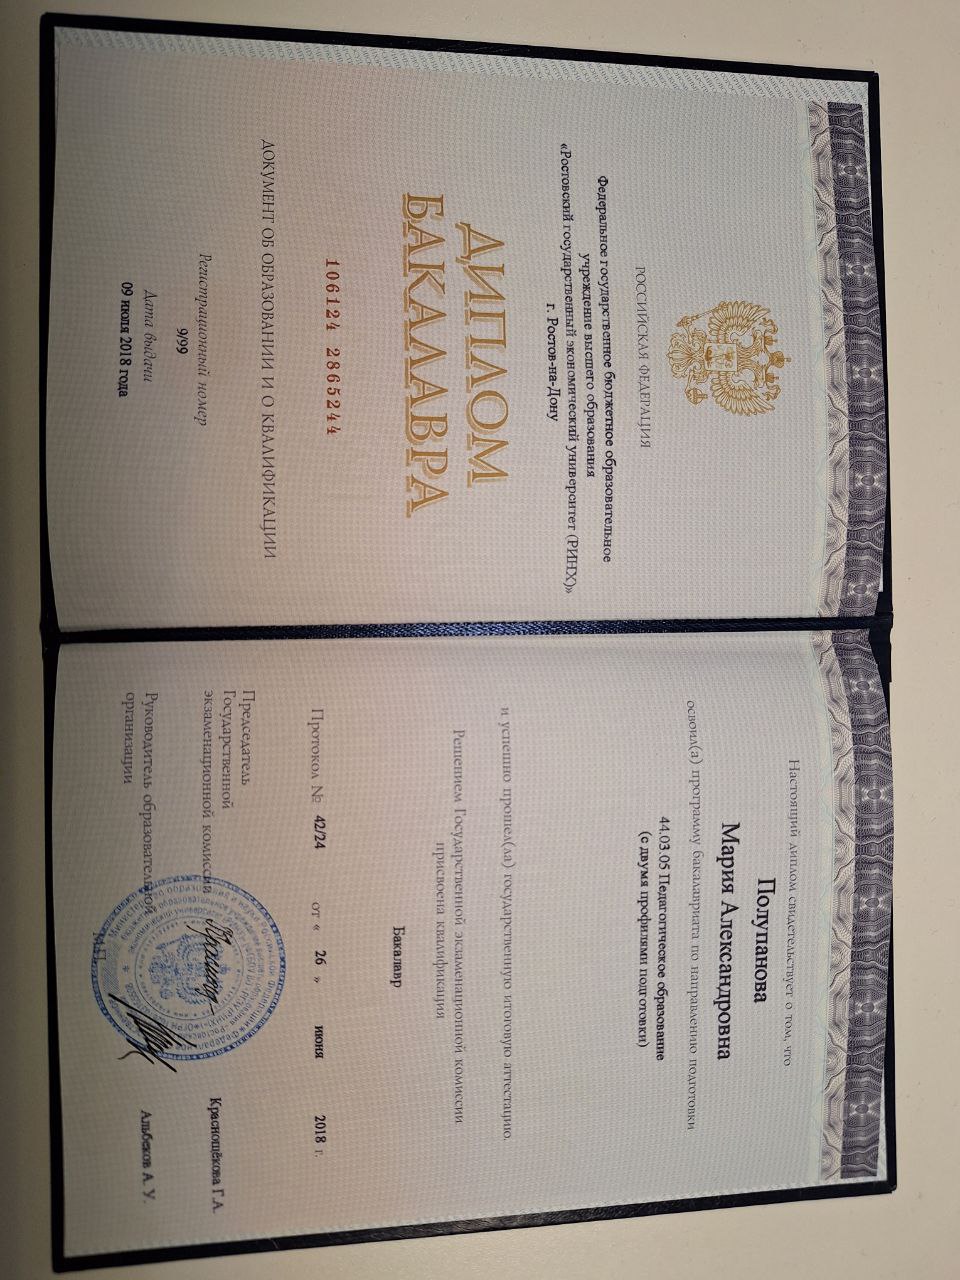 РОССИЙСКАЯ ФЕДЕРАЦИЯ
Федеральное государственное бюджетное образовательное
учреждение высшего образования
«Ростовский государственный экономический университет (РИНХ)»
г. Ростов-на-Дону
ДИПЛОМ
БАКАЛАВРА
106124 2865244
ДОКУМЕНТ ОБ ОБРАЗОВАНИИ И О КВАЛИФИКАЦИИ
Регистрационный номер
9/99
Дата выдачи
09 июля 2018 года
Настоящий диплом свидетельствует о том, что
Полупанова
Мария Александровна
освоил(а) программу бакалавриата по направлению подготовки
44.03.05 Педагогическое образование
(с двумя профилями подготовки)
и успешно прошел(ла) государственную итоговую аттестацию.
Решением Государственной экзаменационной комиссии
присвоена квалификация
Бакалавр
Протокол № 42/24 от « 26 » июня 2018 г.
Председатель
Государственной
экзаменационной комиссии Краснощёкова Г.А.
Руководитель образовательной
организации Альбеков А. У.
М.П.